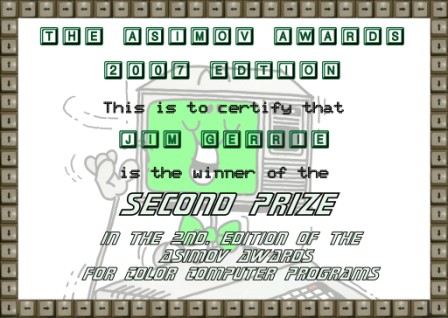 THE ASIMOV AWARDS
2007 EDITION
This is to certify that
JIM GERRIE
is the winner of the
SECOND PRIZE
IN THE 2ND. EDITION OF THE
ASIMOV AWARDS
FOR COLOR COMPUTER PROGRAMS